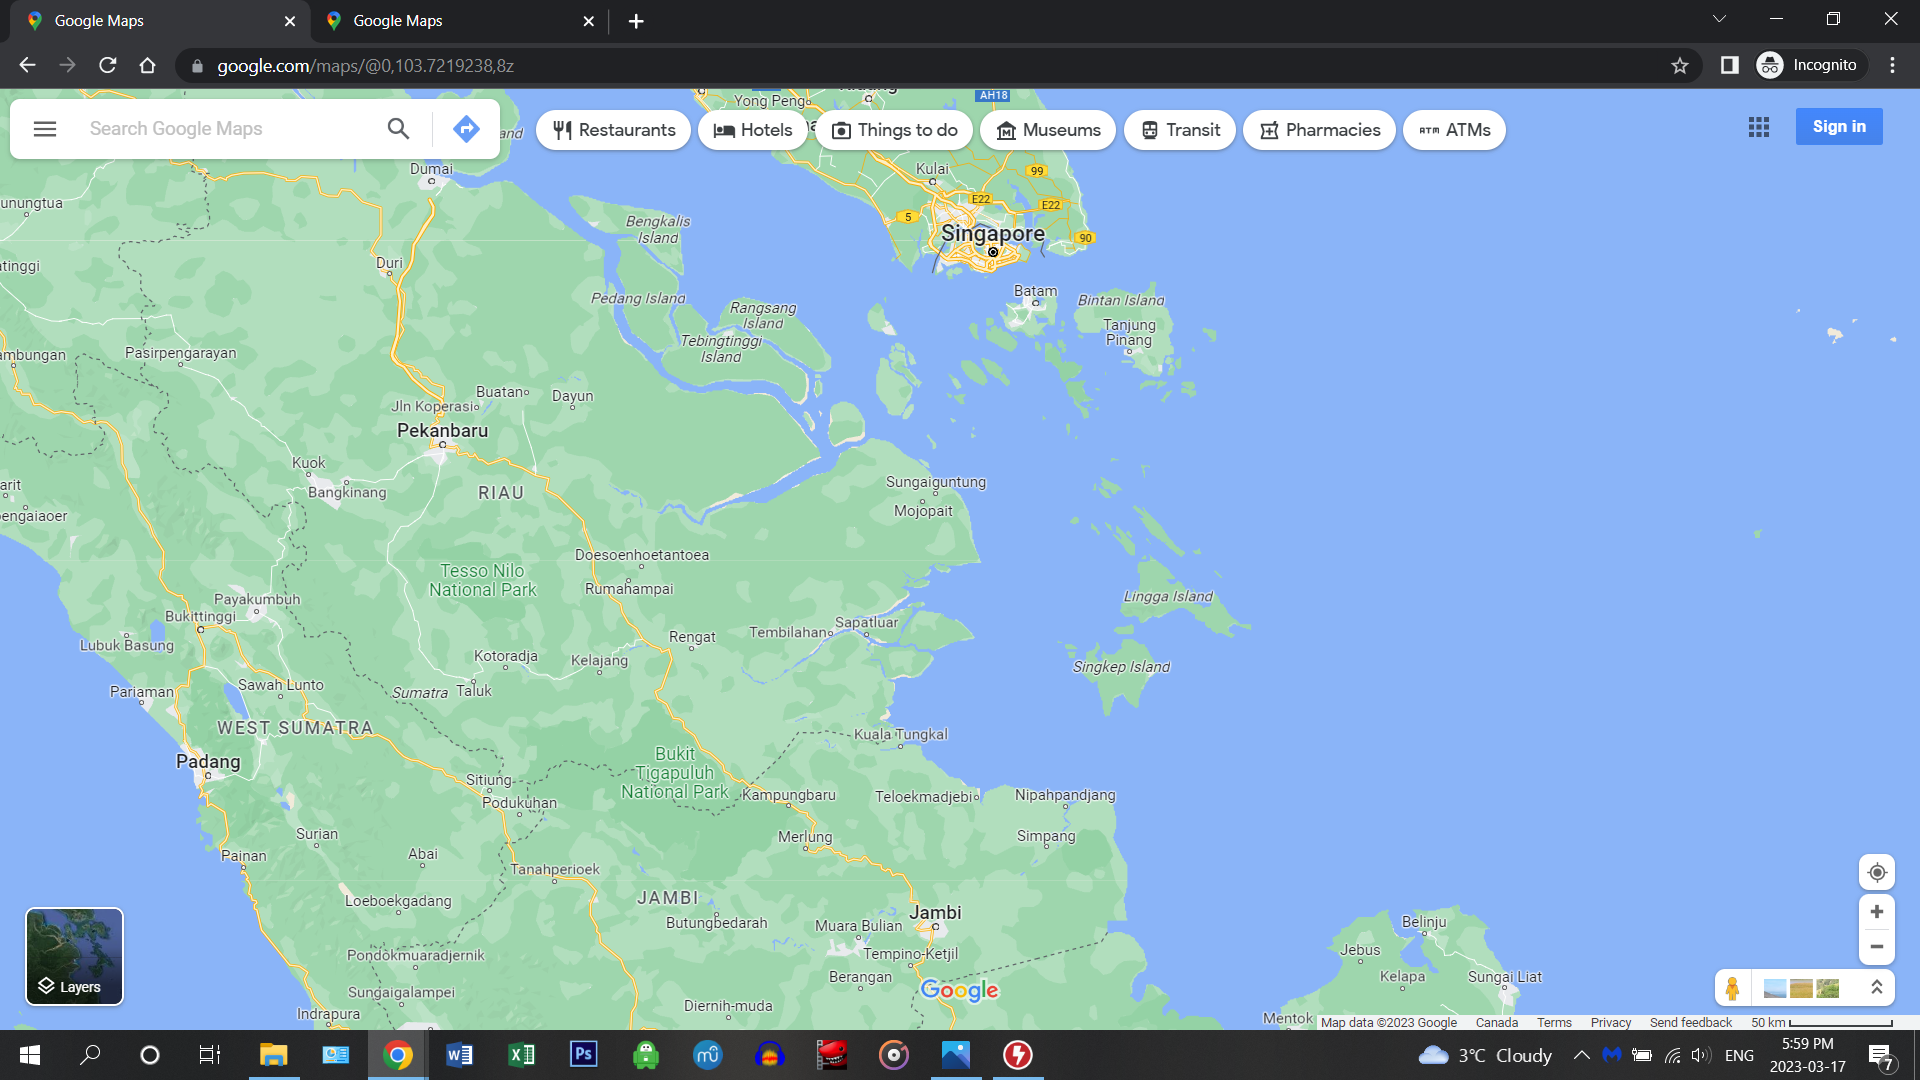 Google Maps
Google Maps
google.com/maps/@0,103.7219238,8z
Incognito
Search Google Maps
Restaurants
Hotels
Things to do
Museums
Transit
Pharmacies
ATMs
Sign in
Yong Peng
AH18
Dumai
Kulai
99
E22
E22
5
90
Singapore
unungtua
Bengkalis
Island
atinggi
Duri
Pedang Island
Batam
Bintan Island
Rangsang
Island
Tanjung
Pinang
Tebingtinggi
Island
ambungan
Pasirpengarayan
Buatan
Dayun
Jln Koperasi
Pekanbaru
Kuok
Bangkinang
RIAU
arit
engaiaoer
Sungaiguntung
Mojopait
Doesoenhoetantoea
Tesso Nilo
National Park
Rumahampai
Lingga Island
Payakumbuh
Bukittinggi
Lubuk Basung
Rengat
Tembilahan
Sapatluar
Kotoradja
Kelajang
Singkep Island
Pariaman
Sawah Lunto
Sumatra
Taluk
WEST SUMATRA
Kuala Tungkal
Padang
Bukit
Tigapuluh
National Park
Sitiung
Podukuhan
Kampungbaru
Teloekmadjebi
Nipahpandjang
Surian
Merlung
Simpang
Painan
Abai
Tanahperioek
Loeboekgadang
JAMBI
Butungbedarah
Jambi
Muara Bulian
Belinju
Jebus
Pondokmuaradjernik
Tempino-Ketjil
Berangan
Kelapa
Sungai Liat
Layers
Sungaigalampei
Google
Indrapura
Diernih-muda
Mentok
Map data ©2023 Google
Canada
Terms
Privacy
Send feedback
50 km
W
X
Ps
mu
3°C Cloudy
ENG
5:59 PM
2023-03-17
7